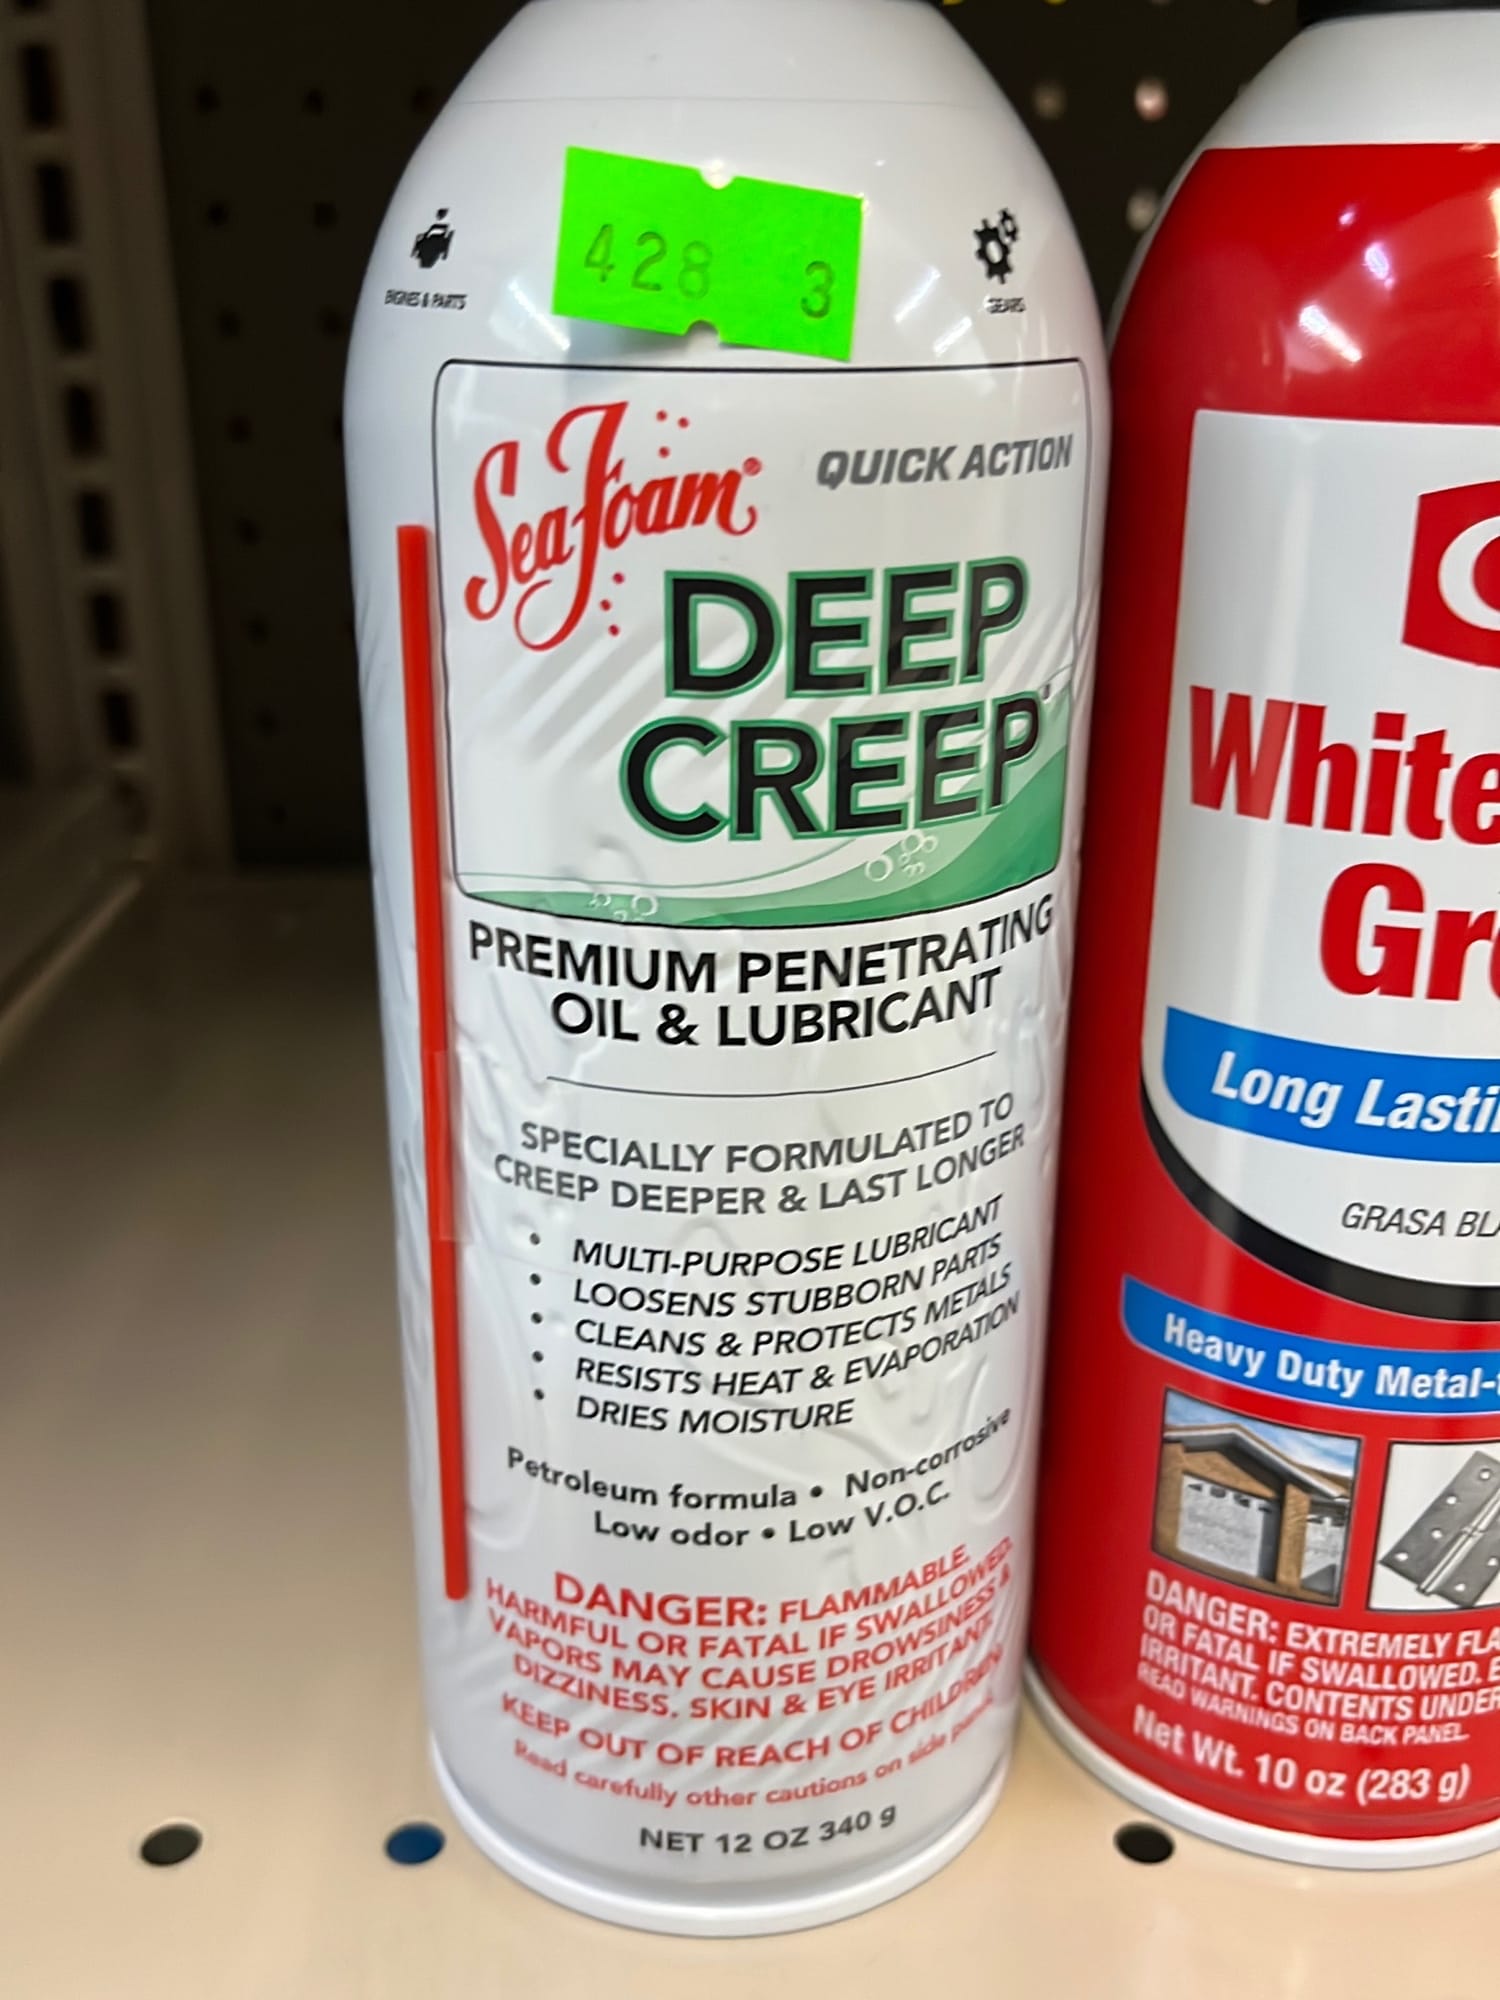 428 3
ENGINES & PARTS
GEARS
SeaFoam®
QUICK ACTION
DEEP
CREEP®
PREMIUM PENETRATING
OIL & LUBRICANT
SPECIALLY FORMULATED TO
CREEP DEEPER & LAST LONGER
• MULTI-PURPOSE LUBRICANT
• LOOSENS STUBBORN PARTS
• CLEANS & PROTECTS METALS
• RESISTS HEAT & EVAPORATION
• DRIES MOISTURE
Petroleum formula • Non-corrosive
Low odor • Low V.O.C.
DANGER: FLAMMABLE.
HARMFUL OR FATAL IF SWALLOWED.
VAPORS MAY CAUSE DROWSINESS &
DIZZINESS. SKIN & EYE IRRITANT.
KEEP OUT OF REACH OF CHILDREN.
Read carefully other cautions on side panel.
NET 12 OZ 340 g
White
Gr
Long Lasti
GRASA BL
Heavy Duty Metal-
DANGER: EXTREMELY FLA
OR FATAL IF SWALLOWED. E
IRRITANT. CONTENTS UNDER
READ WARNINGS ON BACK PANEL.
Net Wt. 10 oz (283 g)